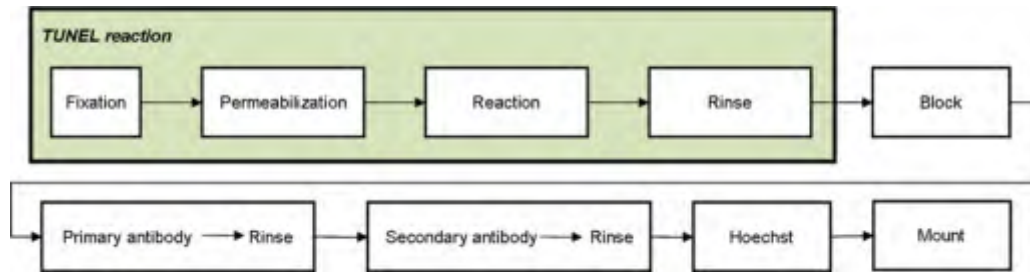 TUNEL reaction
Fixation
Permeabilization
Reaction
Rinse
Block
Primary antibody
Rinse
Secondary antibody
Rinse
Hoechst
Mount